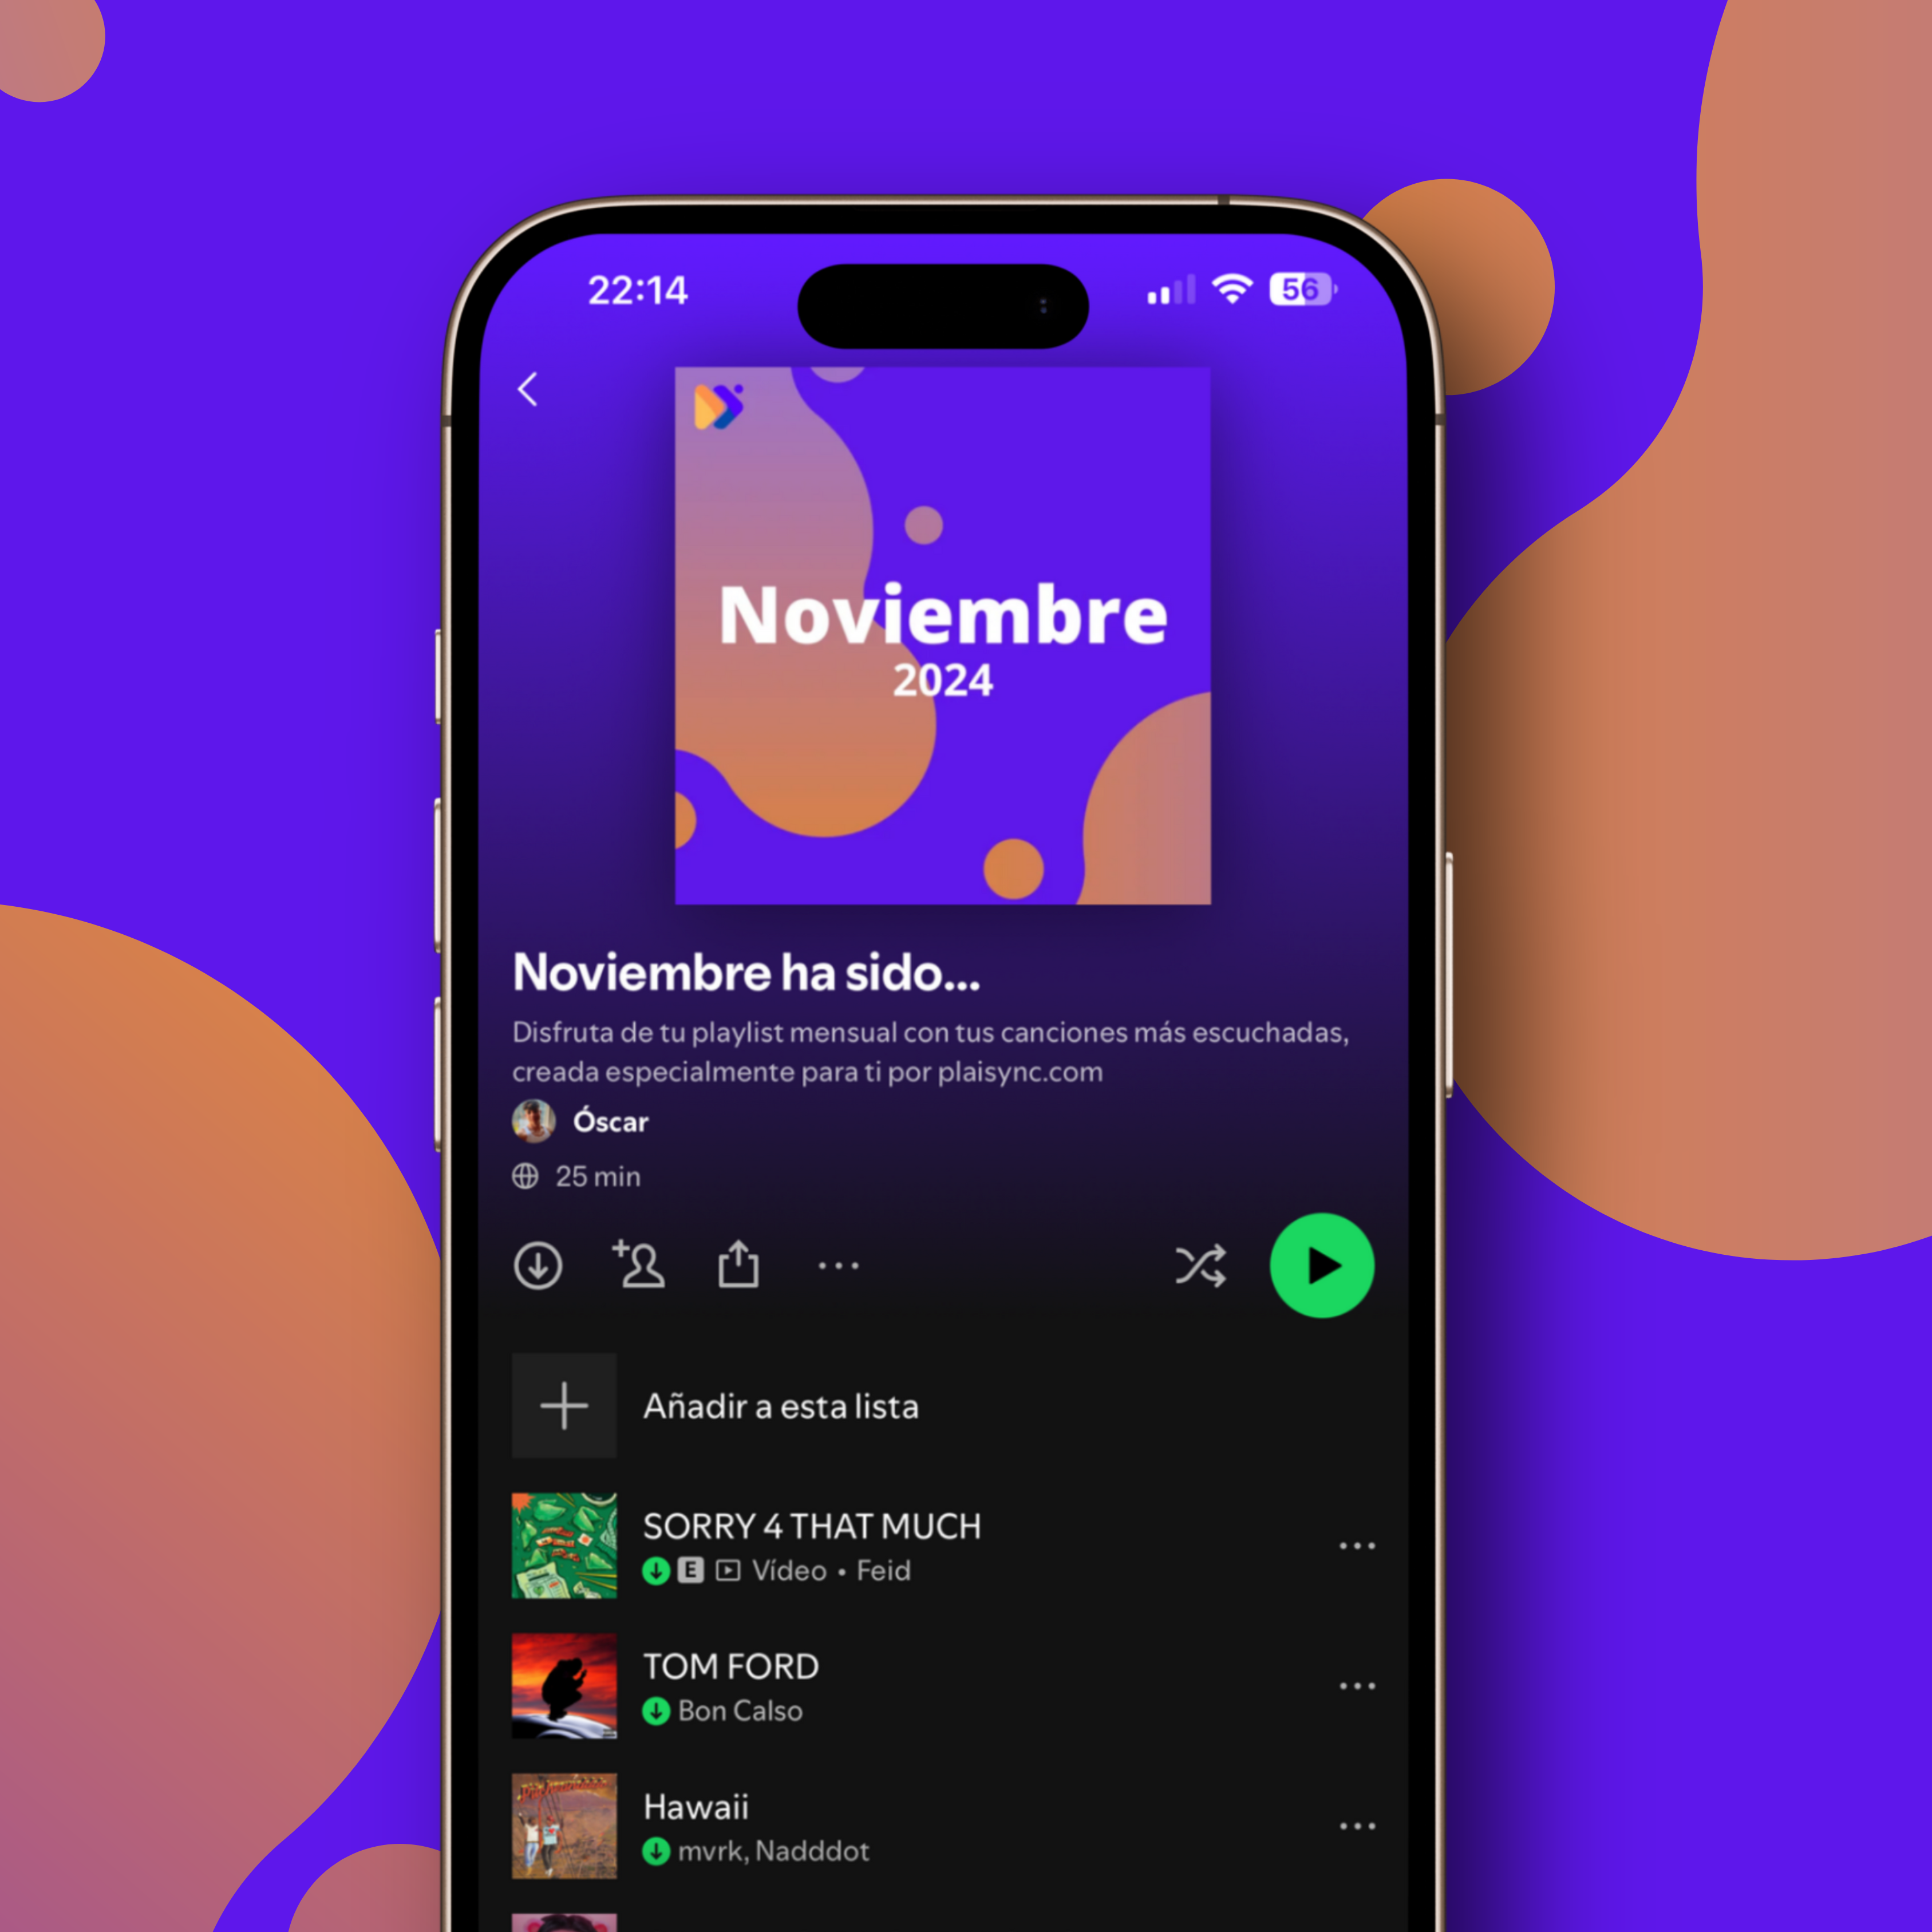 22:14
56
Noviembre
2024
Noviembre ha sido...
Disfruta de tu playlist mensual con tus canciones más escuchadas,
creada especialmente para ti por plaisync.com
Óscar
25 min
Añadir a esta lista
SORRY 4 THAT MUCH
E Vídeo • Feid
TOM FORD
Bon Calso
Hawaii
mvrk, Nadddot